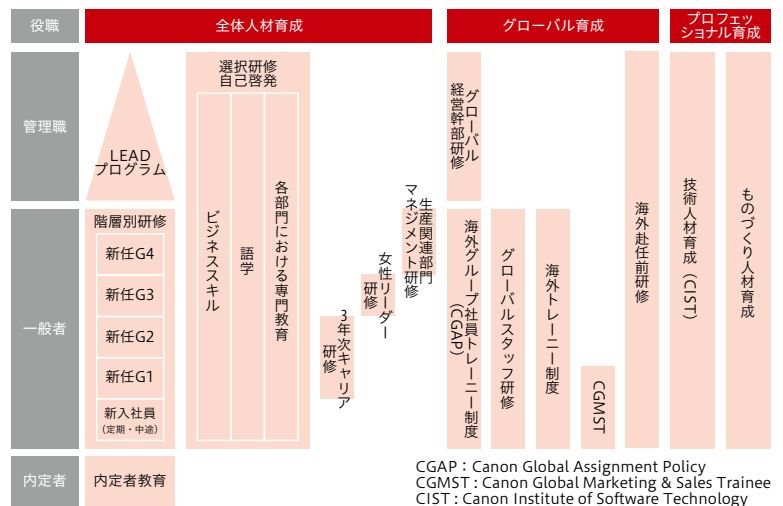 役職
全体人材育成
グローバル育成
プロフェッ
ショナル育成
管理職
LEAD
プログラム
選択研修
自己啓発
ビジネススキル
語学
各部門における専門教育
グローバル
経営幹部研修
海外赴任前研修
技術人材育成（CIST）
ものづくり人材育成
一般者
階層別研修
新任G4
新任G3
新任G2
新任G1
新入社員
（定期・中途）
3年次キャリア
研修
女性リーダー
研修
生産関連部門
マネジメント研修
海外グループ社員トレーニー制度
（CGAP）
グローバルスタッフ研修
海外トレーニー制度
CGMST
内定者
内定者教育
CGAP：Canon Global Assignment Policy
CGMST : Canon Global Marketing & Sales Trainee
CIST : Canon Institute of Software Technology